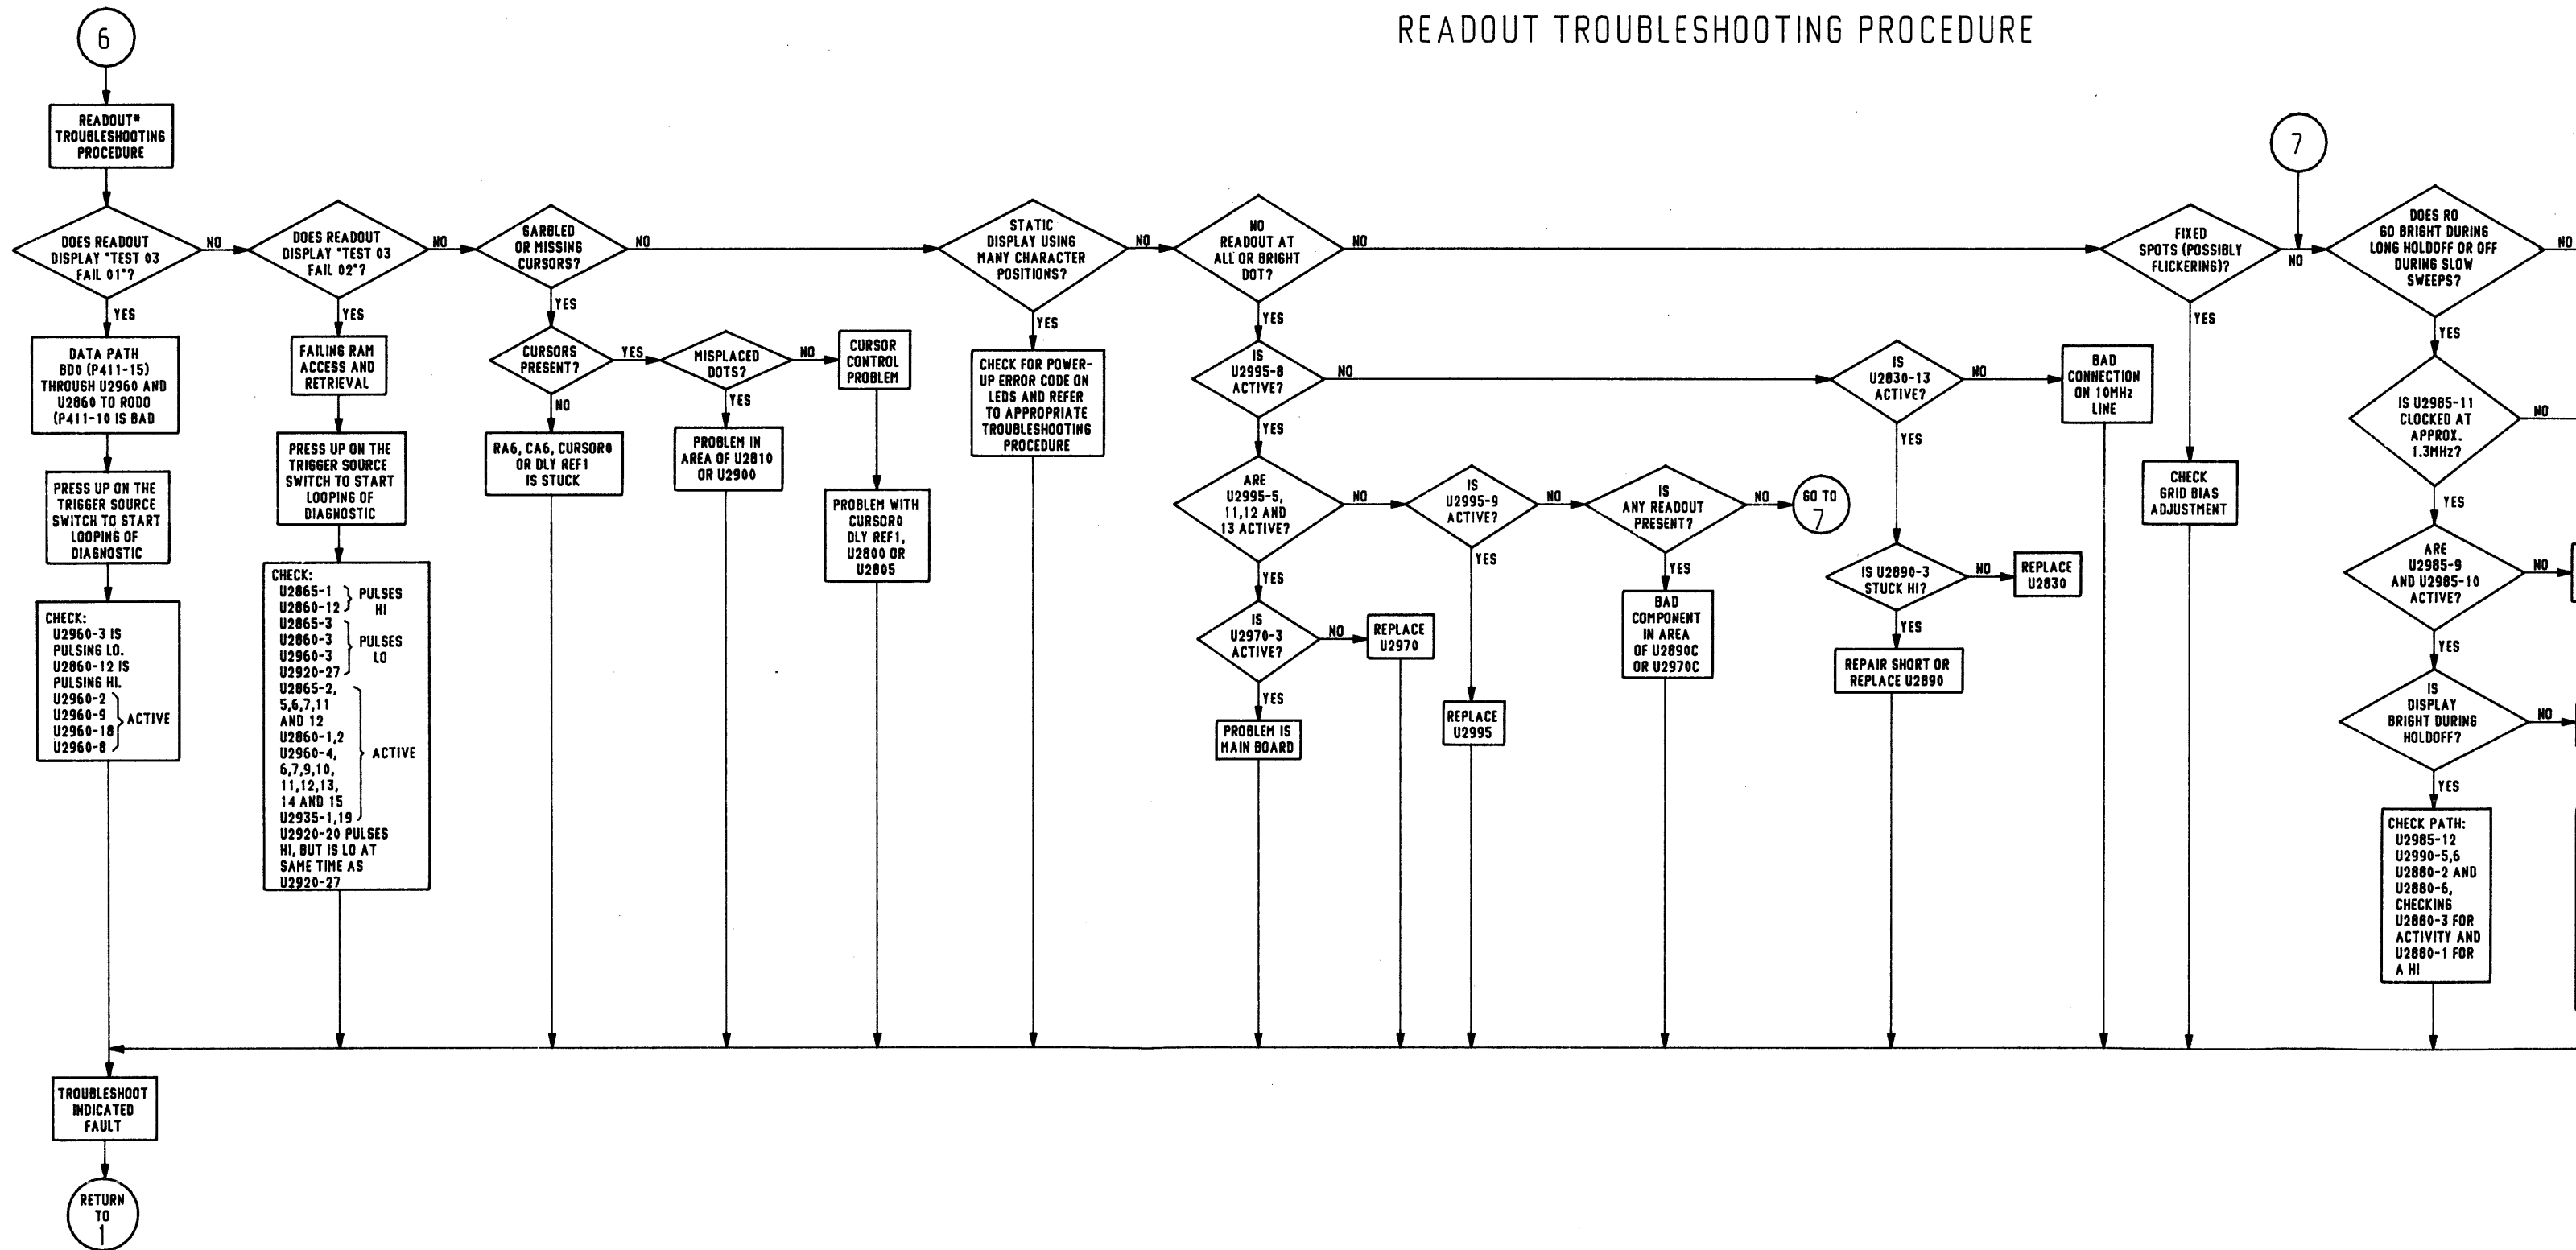 READOUT TROUBLESHOOTING PROCEDURE
6
READOUT*
TROUBLESHOOTING
PROCEDURE
DOES READOUT
DISPLAY "TEST 03
FAIL 01"?
NO
YES
DATA PATH
BD0 (P411-15)
THROUGH U2960 AND
U2860 TO RODO
(P411-10 IS BAD
PRESS UP ON THE
TRIGGER SOURCE
SWITCH TO START
LOOPING OF
DIAGNOSTIC
CHECK:
U2960-3 IS
PULSING LO.
U2860-12 IS
PULSING HI.
U2960-2
U2960-9
U2960-18
U2960-8
ACTIVE
TROUBLESHOOT
INDICATED
FAULT
RETURN
TO
1
DOES READOUT
DISPLAY "TEST 03
FAIL 02"?
NO
YES
FAILING RAM
ACCESS AND
RETRIEVAL
PRESS UP ON THE
TRIGGER SOURCE
SWITCH TO START
LOOPING OF
DIAGNOSTIC
CHECK:
U2865-1
U2860-12
PULSES
HI
U2865-3
U2860-3
U2960-3
U2920-27
PULSES
LO
U2865-2,
5,6,7,11
AND 12
U2860-1,2
U2960-4,
6,7,9,10,
11,12,13,
14 AND 15
U2935-1,19
ACTIVE
U2920-20 PULSES
HI, BUT IS LO AT
SAME TIME AS
U2920-27
GARBLED
OR MISSING
CURSORS?
NO
YES
CURSORS
PRESENT?
YES
NO
RA6, CA6, CURSOR0
OR DLY REF1
IS STUCK
MISPLACED
DOTS?
NO
YES
PROBLEM IN
AREA OF U2810
OR U2900
CURSOR
CONTROL
PROBLEM
PROBLEM WITH
CURSOR0
DLY REF1,
U2800 OR
U2805
STATIC
DISPLAY USING
MANY CHARACTER
POSITIONS?
NO
YES
CHECK FOR POWER-
UP ERROR CODE ON
LEDS AND REFER
TO APPROPRIATE
TROUBLESHOOTING
PROCEDURE
NO
READOUT AT
ALL OR BRIGHT
DOT?
NO
YES
IS
U2995-8
ACTIVE?
NO
YES
ARE
U2995-5,
11,12 AND
13 ACTIVE?
NO
YES
IS
U2970-3
ACTIVE?
NO
YES
PROBLEM IS
MAIN BOARD
REPLACE
U2970
IS
U2995-9
ACTIVE?
NO
YES
REPLACE
U2995
IS
ANY READOUT
PRESENT?
NO
YES
BAD
COMPONENT
IN AREA
OF U2890C
OR U2970C
GO TO
7
IS
U2830-13
ACTIVE?
NO
YES
IS U2890-3
STUCK HI?
NO
YES
REPAIR SHORT OR
REPLACE U2890
REPLACE
U2830
BAD
CONNECTION
ON 10MHz
LINE
FIXED
SPOTS (POSSIBLY
FLICKERING)?
NO
YES
CHECK
GRID BIAS
ADJUSTMENT
7
DOES RO
GO BRIGHT DURING
LONG HOLDOFF OR OFF
DURING SLOW
SWEEPS?
NO
YES
IS U2985-11
CLOCKED AT
APPROX.
1.3MHz?
NO
YES
ARE
U2985-9
AND U2985-10
ACTIVE?
NO
YES
IS
DISPLAY
BRIGHT DURING
HOLDOFF?
NO
YES
CHECK PATH:
U2985-12
U2990-5,6
U2880-2 AND
U2880-6,
CHECKING
U2880-3 FOR
ACTIVITY AND
U2880-1 FOR
A HI